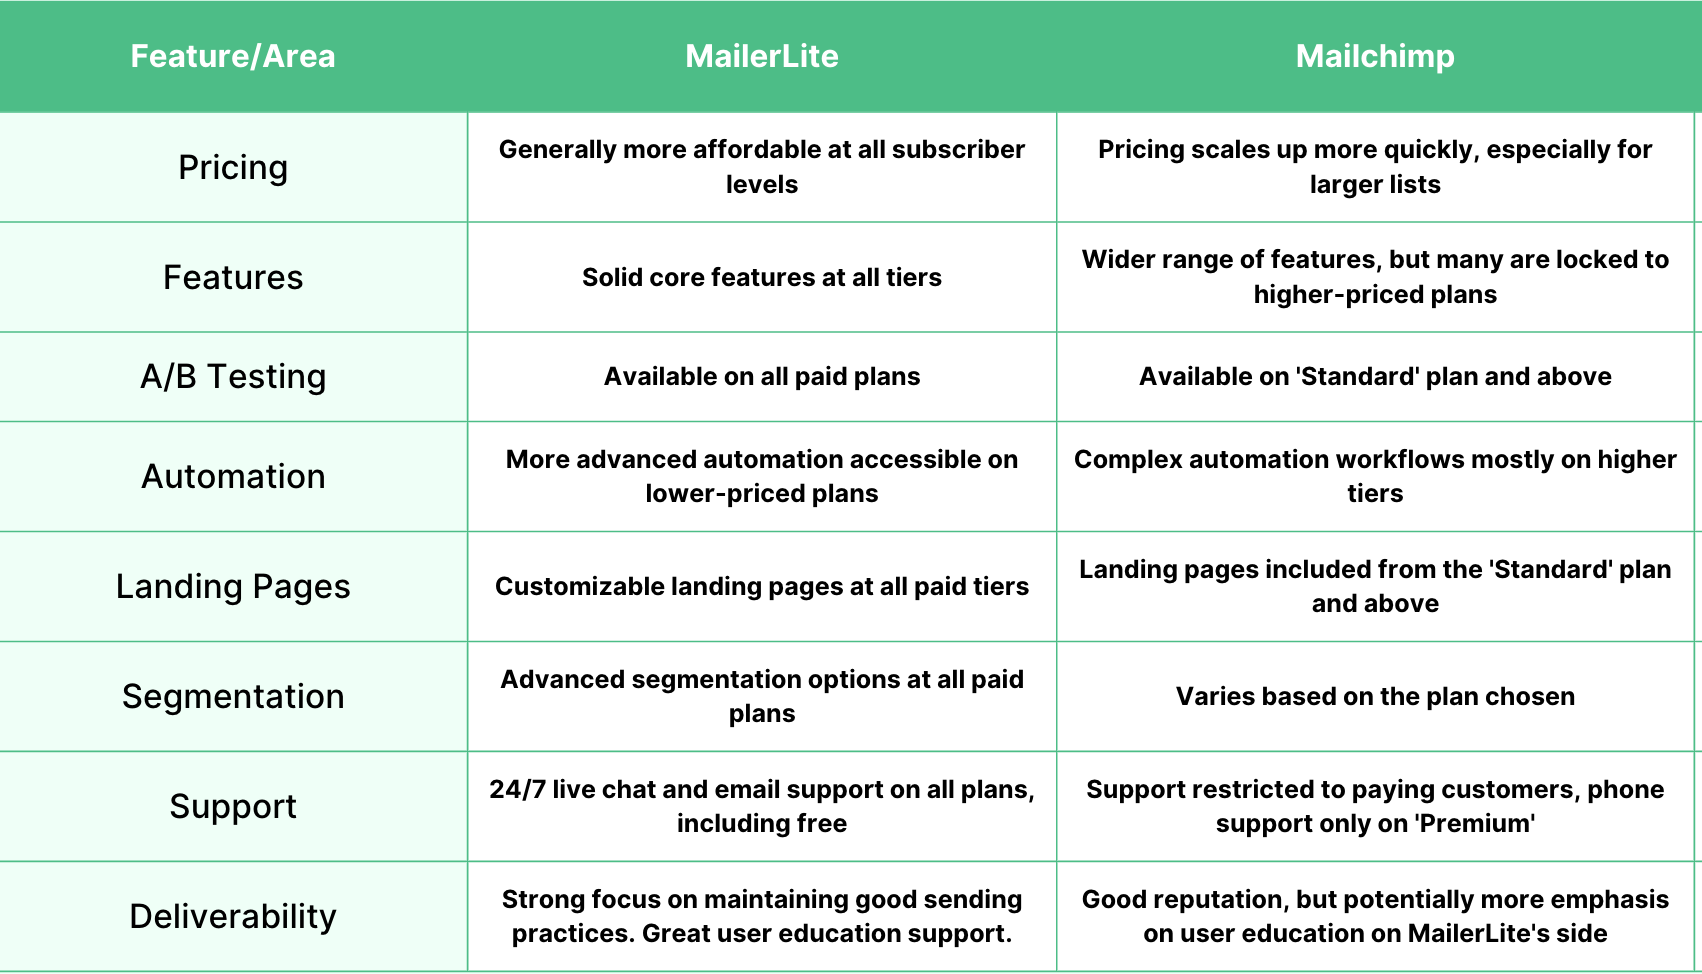 Feature/Area
MailerLite
Mailchimp
Pricing
Generally more affordable at all subscriber
levels
Pricing scales up more quickly, especially for
larger lists
Features
Solid core features at all tiers
Wider range of features, but many are locked to
higher-priced plans
A/B Testing
Available on all paid plans
Available on 'Standard' plan and above
Automation
More advanced automation accessible on
lower-priced plans
Complex automation workflows mostly on higher
tiers
Landing Pages
Customizable landing pages at all paid tiers
Landing pages included from the 'Standard' plan
and above
Segmentation
Advanced segmentation options at all paid
plans
Varies based on the plan chosen
Support
24/7 live chat and email support on all plans,
including free
Support restricted to paying customers, phone
support only on 'Premium'
Deliverability
Strong focus on maintaining good sending
practices. Great user education support.
Good reputation, but potentially more emphasis
on user education on MailerLite's side